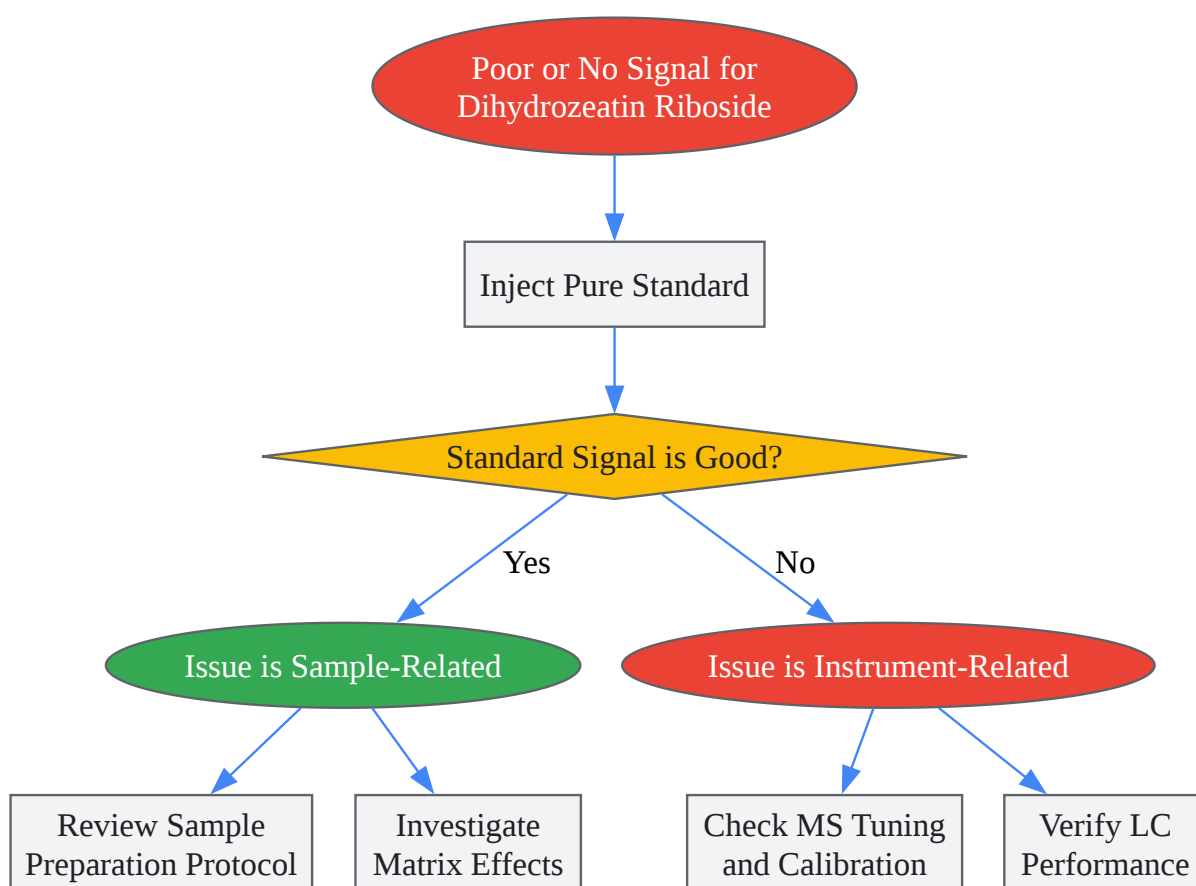 Poor or No Signal for
Dihydrozeatin Riboside
Inject Pure Standard
Standard Signal is Good?
Yes
No
Issue is Sample-Related
Issue is Instrument-Related
Review Sample
Preparation Protocol
Investigate
Matrix Effects
Check MS Tuning
and Calibration
Verify LC
Performance